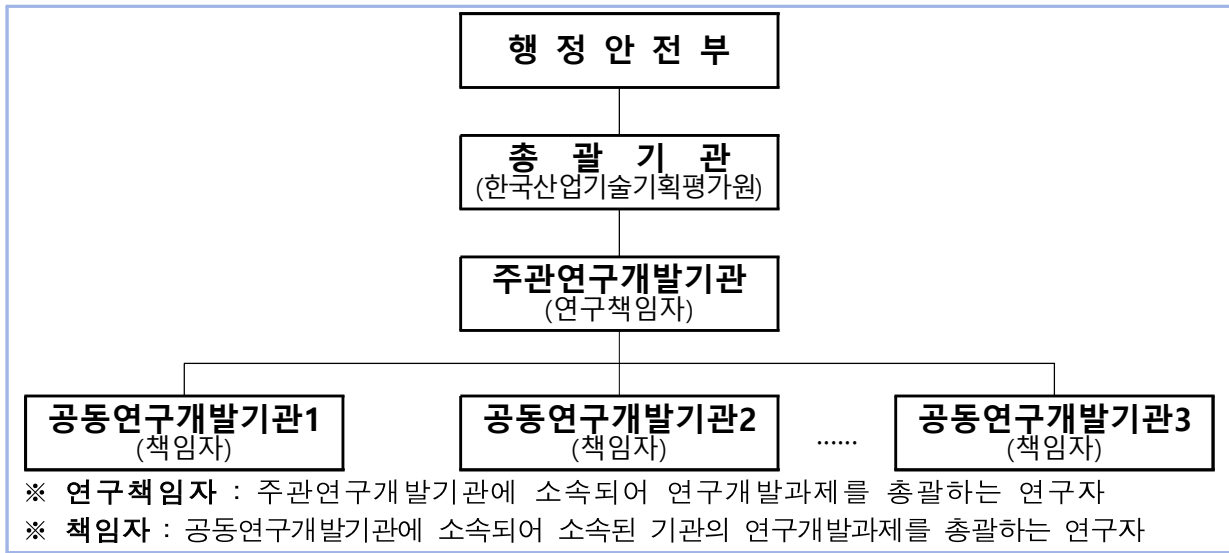 행 정 안 전 부
총 괄 기 관
(한국산업기술기획평가원)
주관연구개발기관
(연구책임자)
공동연구개발기관1
(책임자)
공동연구개발기관2
(책임자)
......
공동연구개발기관3
(책임자)
※ 연구책임자 : 주관연구개발기관에 소속되어 연구개발과제를 총괄하는 연구자
※ 책임자 : 공동연구개발기관에 소속되어 소속된 기관의 연구개발과제를 총괄하는 연구자